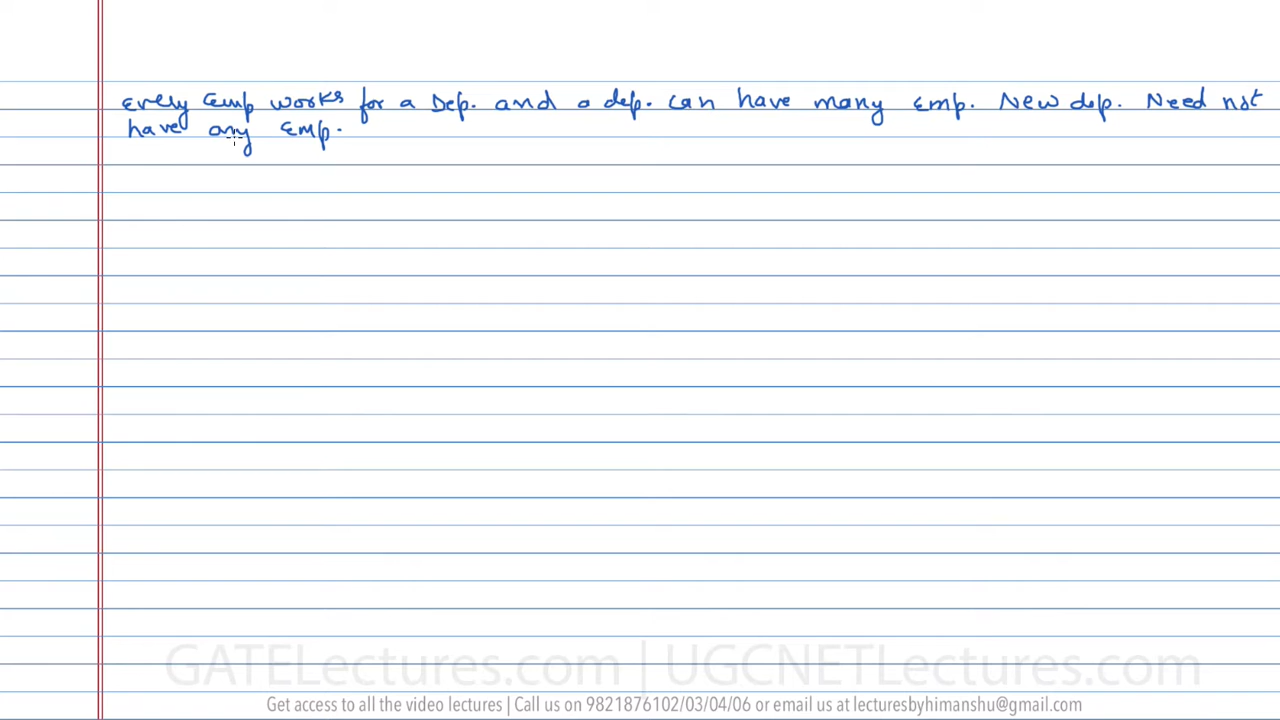 Every Emp works for a Dep. and a dep. can have many Emp. New dep. Need not
have any Emp.
GATELectures.com | UGCNETLectures.com
Get access to all the video lectures | Call us on 9821876102/03/04/06 or email us at lecturesbyhimanshu@gmail.com